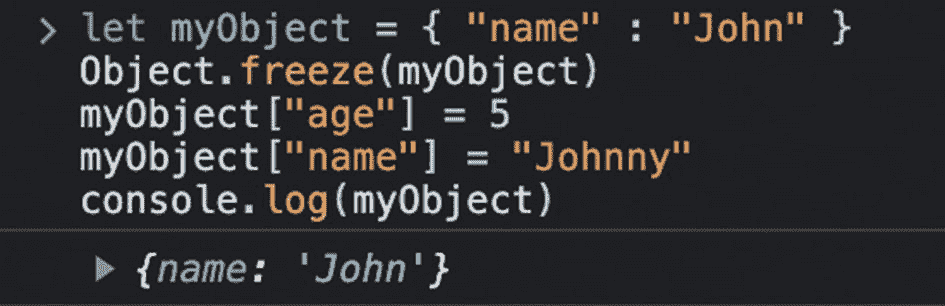 > let myObject = { "name" : "John" }
Object.freeze(myObject)
myObject["age"] = 5
myObject["name"] = "Johnny"
console.log(myObject)
▶ {name: 'John'}